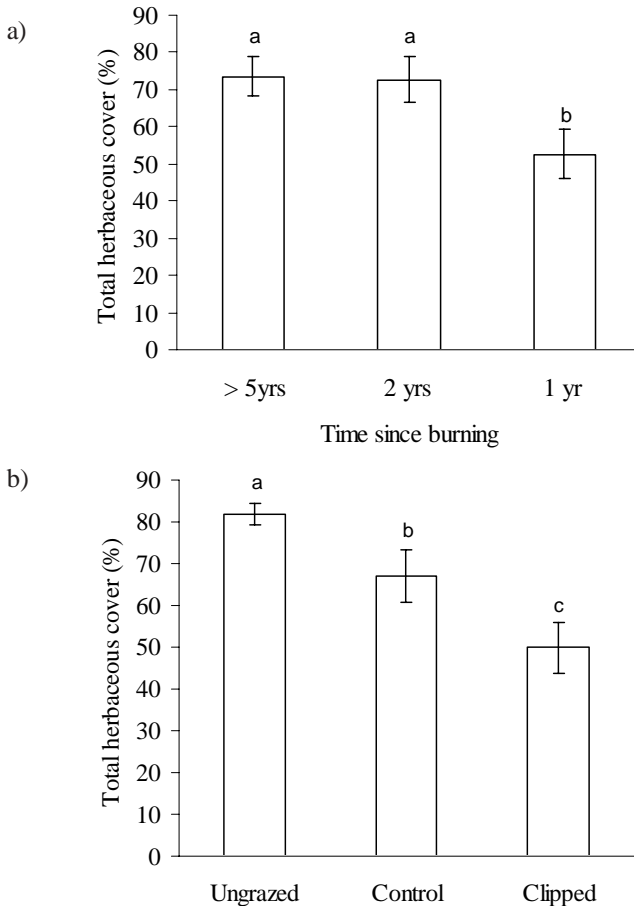 a)
Total herbaceous cover (%)
90
80
70
60
50
40
30
20
10
0
a
a
b
> 5yrs 2 yrs 1 yr
Time since burning
b)
Total herbaceous cover (%)
90
80
70
60
50
40
30
20
10
0
a
b
c
Ungrazed Control Clipped